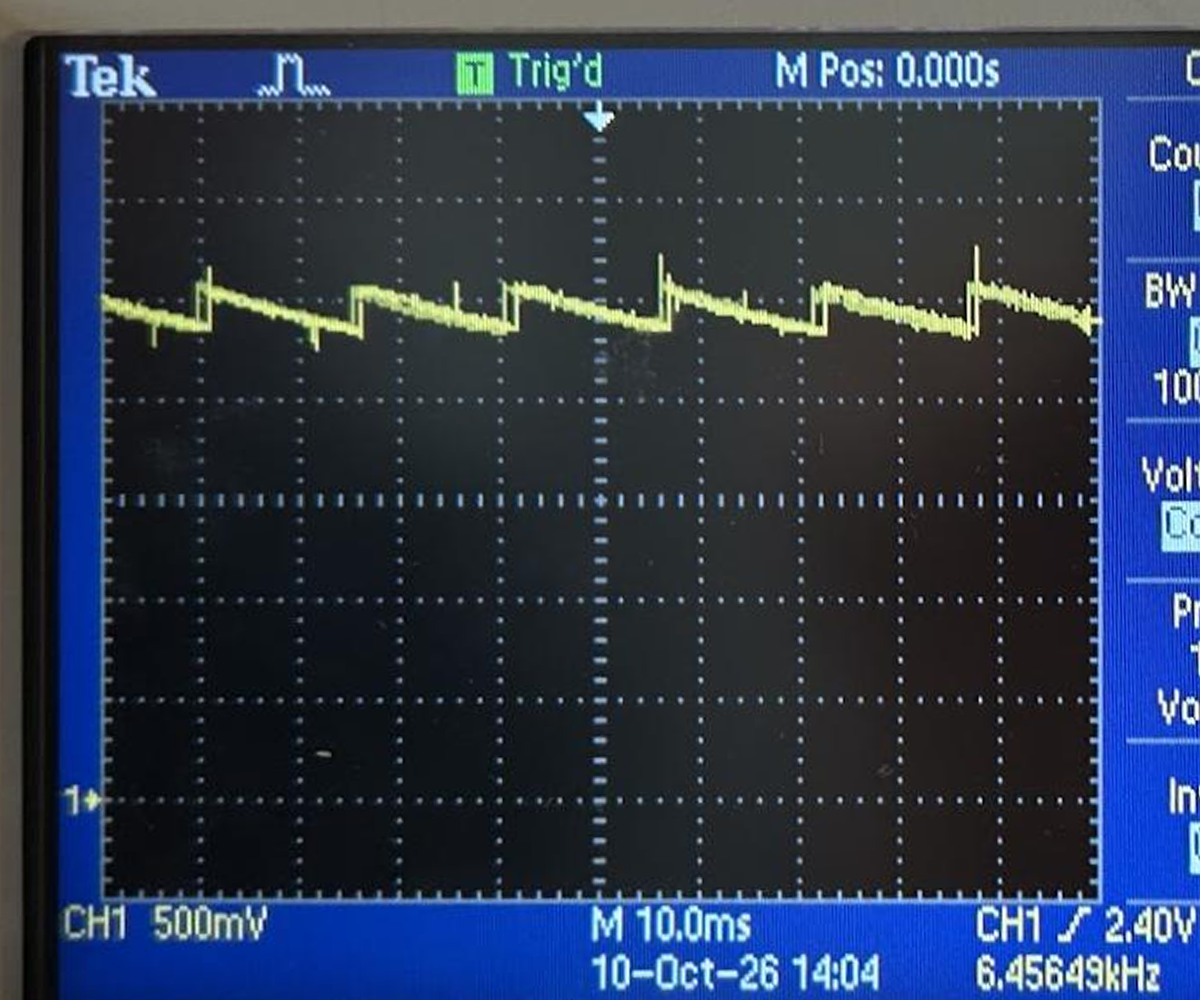 Tek T Trig'd M Pos: 0.000s
BW
1
CH1 500mV M 10.0ms CH1 2.40V
10-Oct-26 14:04 6.45649kHz